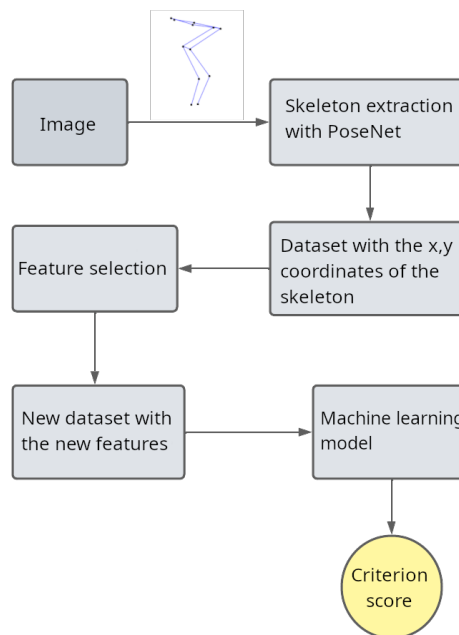 Image
Skeleton extraction
with PoseNet
Dataset with the x,y
coordinates of the
skeleton
Feature selection
New dataset with
the new features
Machine learning
model
Criterion
score